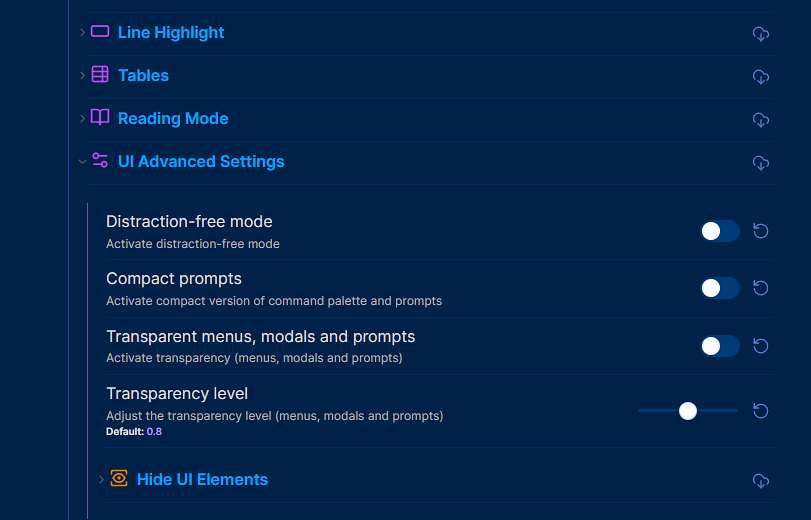 Line Highlight
Tables
Reading Mode
UI Advanced Settings
Distraction-free mode
Activate distraction-free mode
Compact prompts
Activate compact version of command palette and prompts
Transparent menus, modals and prompts
Activate transparency (menus, modals and prompts)
Transparency level
Adjust the transparency level (menus, modals and prompts)
Default: 0.8
Hide UI Elements